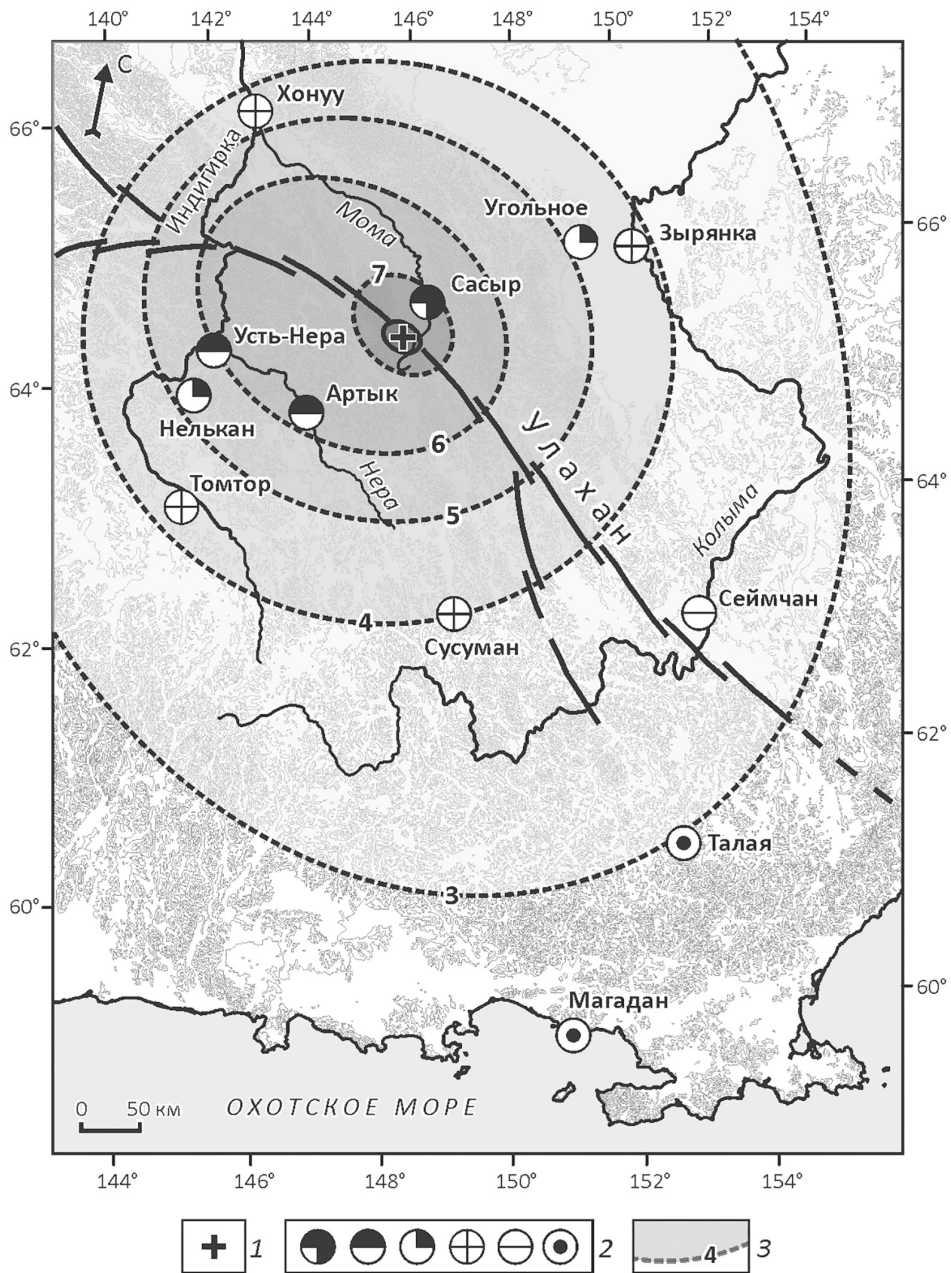 140° 142° 144° 146° 148° 150° 152° 154°
С
Хонуу
66°
Индигирка
Мома
Угольное
Зырянка
66°
7
Сасыр
Усть-Нера
64°
Артык
Нелькан
6
Улахан
Нера
Томтор
5
64°
Колыма
4
Сусуман
Сеймчан
62°
62°
Талая
3
60°
60°
Магадан
0 50 км
ОХОТСКОЕ МОРЕ
144° 146° 148° 150° 152° 154°
1 2 4 3